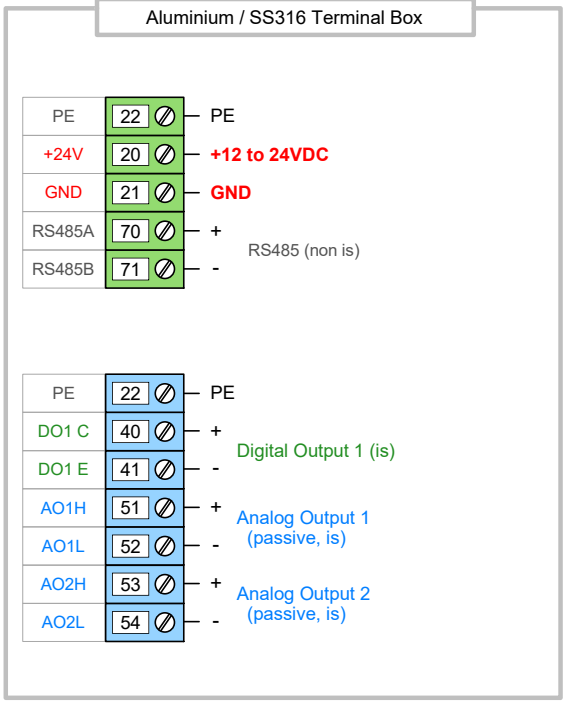 Aluminium / SS316 Terminal Box
PE 22 PE
+24V 20 +12 to 24VDC
GND 21 GND
RS485A 70 +
RS485 (non is)
RS485B 71 -
PE 22 PE
DO1 C 40 +
Digital Output 1 (is)
DO1 E 41 -
AO1H 51 +
Analog Output 1
(passive, is)
AO1L 52 -
AO2H 53 +
Analog Output 2
(passive, is)
AO2L 54 -